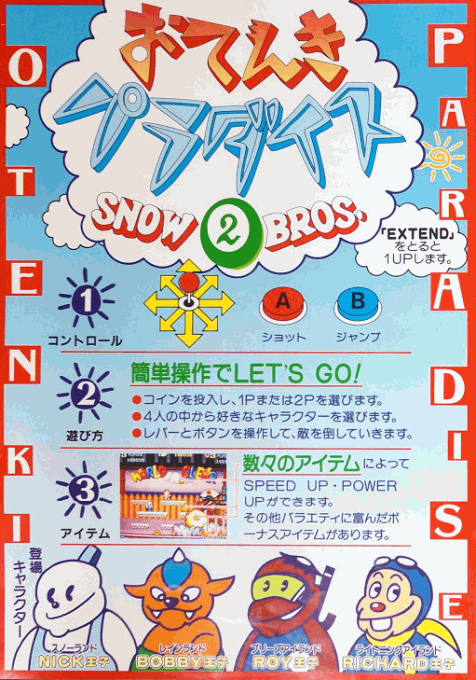 おてんき
パラダイス
SNOW 2 BROS.
OTENKI
PARADISE
「EXTEND」
をとると
1UPします。
1
コントロール
A
ショット
B
ジャンプ
2
遊び方
簡単操作でLET'S GO!
●コインを投入し、1Pまたは2Pを選びます。
●4人の中から好きなキャラクターを選びます。
●レバーとボタンを操作して、敵を倒していきます。
3
アイテム
数々のアイテムによって
SPEED UP・POWER
UPができます。
その他バラエティに富んだボ
ーナスアイテムがあります。
登場
キャラクター
スノーランド
NICK王子
レインランド
BOBBY王子
ブリーズアイランド
ROY王子
ライトニングアイランド
RICHARD王子